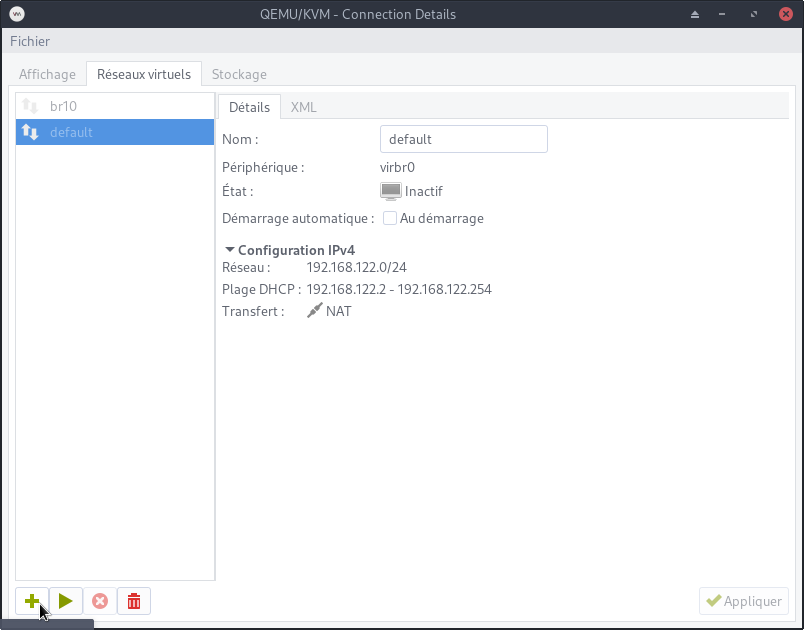 QEMU/KVM - Connection Details
Fichier
Affichage Réseaux virtuels Stockage
br10
default
Détails XML
Nom : default
Périphérique : virbr0
État : Inactif
Démarrage automatique : Au démarrage
Configuration IPv4
Réseau : 192.168.122.0/24
Plage DHCP : 192.168.122.2 - 192.168.122.254
Transfert : NAT
Appliquer